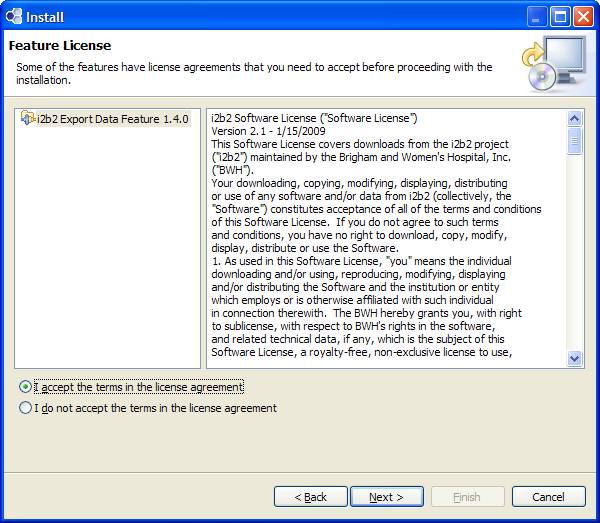 Install
Feature License
Some of the features have license agreements that you need to accept before proceeding with the
installation.
i2b2 Export Data Feature 1.4.0
i2b2 Software License ("Software License")
Version 2.1 - 1/15/2009
This Software License covers downloads from the i2b2 project
("i2b2") maintained by the Brigham and Women's Hospital, Inc.
("BWH").
Your downloading, copying, modifying, displaying, distributing
or use of any software and/or data from i2b2 (collectively, the
"Software") constitutes acceptance of all of the terms and conditions
of this Software License.  If you do not agree to such terms
and conditions, you have no right to download, copy, modify,
display, distribute or use the Software.
1. As used in this Software License, "you" means the individual
downloading and/or using, reproducing, modifying, displaying
and/or distributing the Software and the institution or entity
which employs or is otherwise affiliated with such individual
in connection therewith.  The BWH hereby grants you, with right
to sublicense, with respect to BWH's rights in the software,
and related technical data, if any, which is the subject of this
Software License, a royalty-free, non-exclusive license to use,
I accept the terms in the license agreement
I do not accept the terms in the license agreement
< Back
Next >
Finish
Cancel